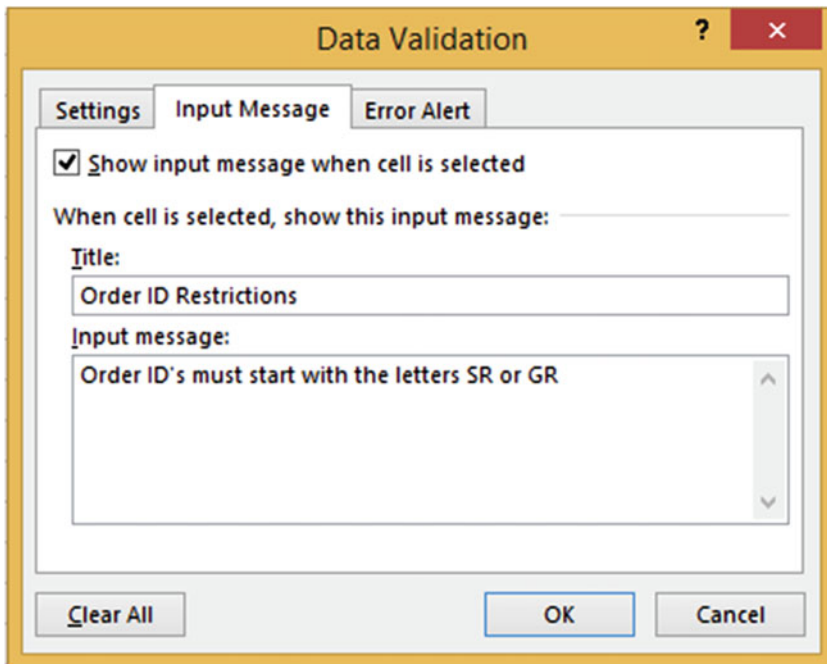 Data Validation ? ×
Settings Input Message Error Alert
Show input message when cell is selected
When cell is selected, show this input message:
Title:
Order ID Restrictions
Input message:
Order ID's must start with the letters SR or GR
Clear All OK Cancel